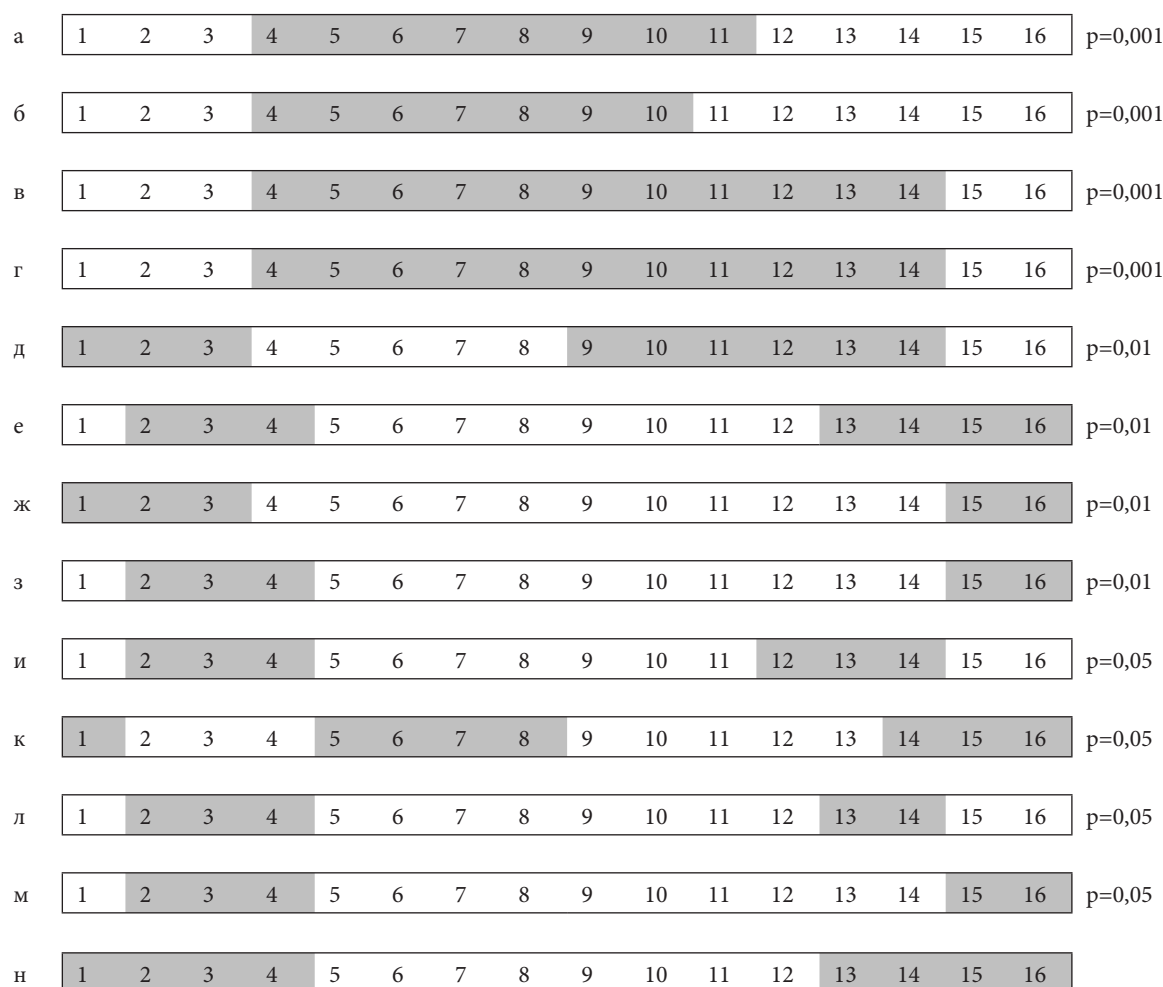 а 1 2 3 4 5 6 7 8 9 10 11 12 13 14 15 16 p=0,001
б 1 2 3 4 5 6 7 8 9 10 11 12 13 14 15 16 p=0,001
в 1 2 3 4 5 6 7 8 9 10 11 12 13 14 15 16 p=0,001
г 1 2 3 4 5 6 7 8 9 10 11 12 13 14 15 16 p=0,001
д 1 2 3 4 5 6 7 8 9 10 11 12 13 14 15 16 p=0,01
е 1 2 3 4 5 6 7 8 9 10 11 12 13 14 15 16 p=0,01
ж 1 2 3 4 5 6 7 8 9 10 11 12 13 14 15 16 p=0,01
з 1 2 3 4 5 6 7 8 9 10 11 12 13 14 15 16 p=0,01
и 1 2 3 4 5 6 7 8 9 10 11 12 13 14 15 16 p=0,05
к 1 2 3 4 5 6 7 8 9 10 11 12 13 14 15 16 p=0,05
л 1 2 3 4 5 6 7 8 9 10 11 12 13 14 15 16 p=0,05
м 1 2 3 4 5 6 7 8 9 10 11 12 13 14 15 16 p=0,05
н 1 2 3 4 5 6 7 8 9 10 11 12 13 14 15 16